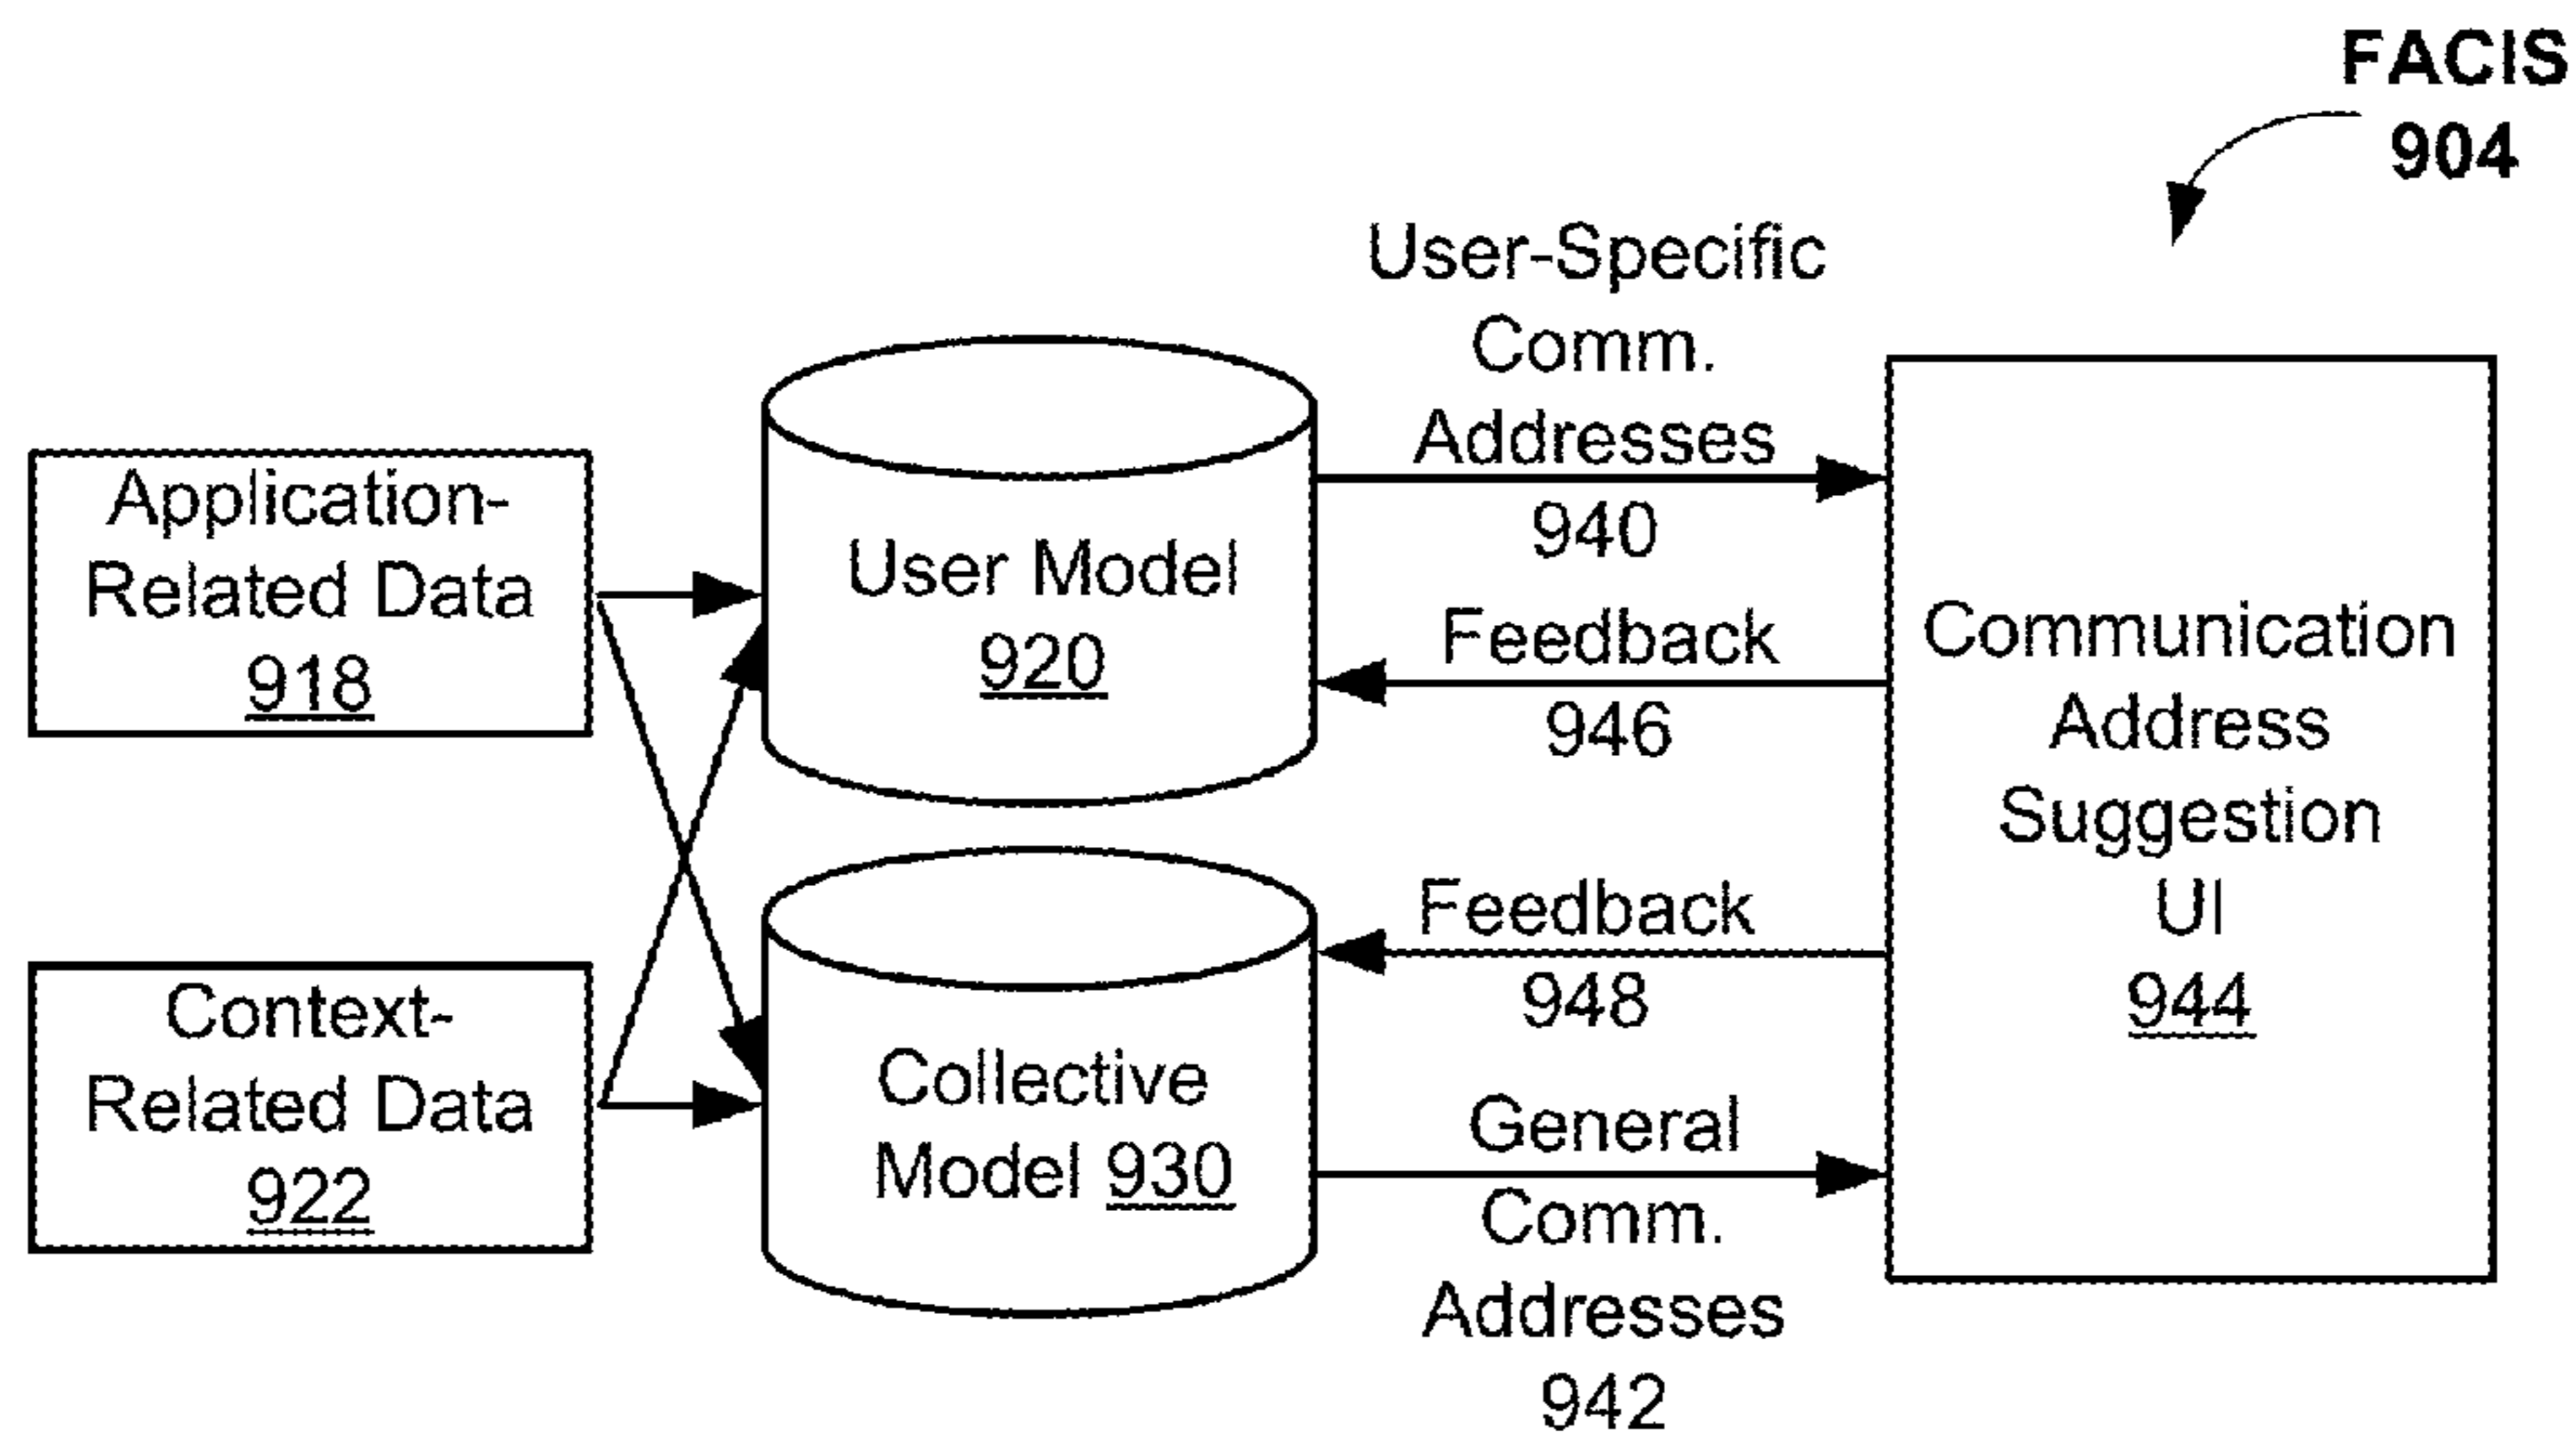 FACIS
904
User-Specific
Comm.
Addresses
940
Application-
Related Data
918
User Model
920
Feedback
946
Communication
Address
Suggestion
UI
944
Feedback
948
Context-
Related Data
922
Collective
Model 930
General
Comm.
Addresses
942